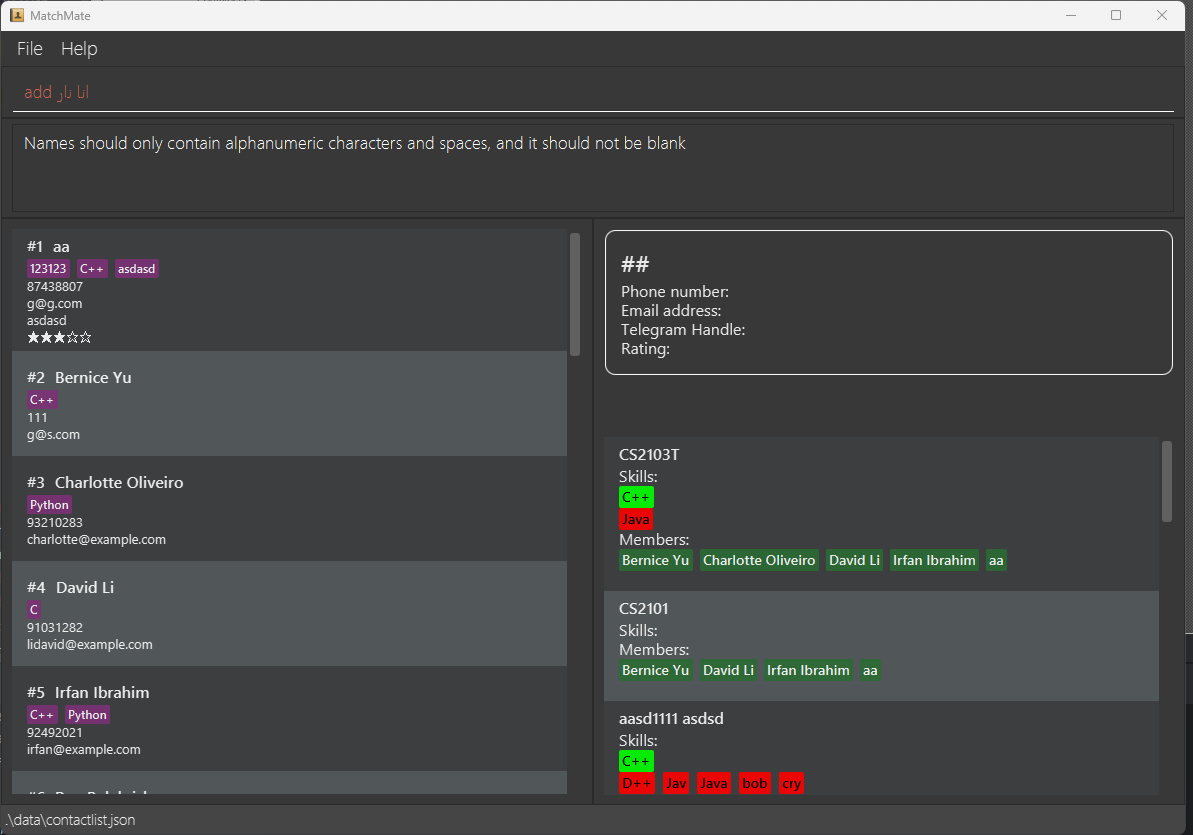 MatchMate
File Help
add انا بار
Names should only contain alphanumeric characters and spaces, and it should not be blank
#1 aa
123123 C++ asdasd
87438807
g@g.com
asdasd
★★★☆☆
#2 Bernice Yu
C++
111
g@s.com
#3 Charlotte Oliveiro
Python
93210283
charlotte@example.com
#4 David Li
C
91031282
lidavid@example.com
#5 Irfan Ibrahim
C++ Python
92492021
irfan@example.com
##
Phone number:
Email address:
Telegram Handle:
Rating:
CS2103T
Skills:
C++
Java
Members:
Bernice Yu Charlotte Oliveiro David Li Irfan Ibrahim aa
CS2101
Skills:
Members:
Bernice Yu David Li Irfan Ibrahim aa
aasd1111 asdsd
Skills:
C++
D++ Jav Java bob cry
.\data\contactlist.json